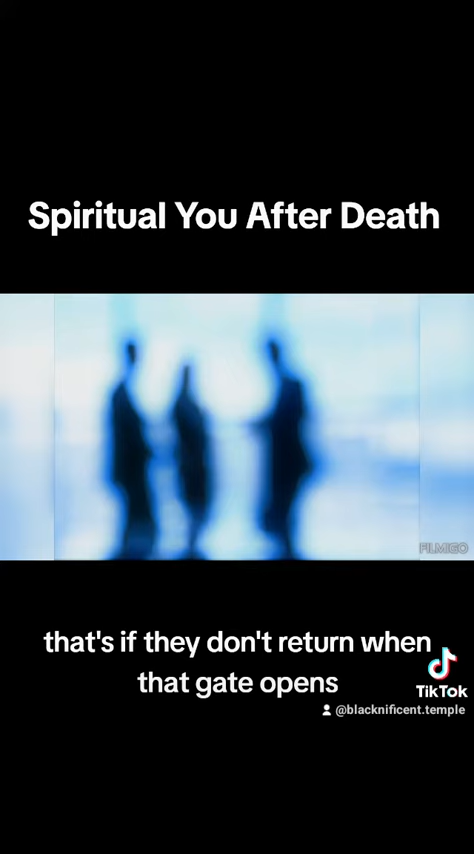 Spiritual You After Death
FILMIGO
that's if they don't return when
that gate opens
TikTok
@blacknificent.temple